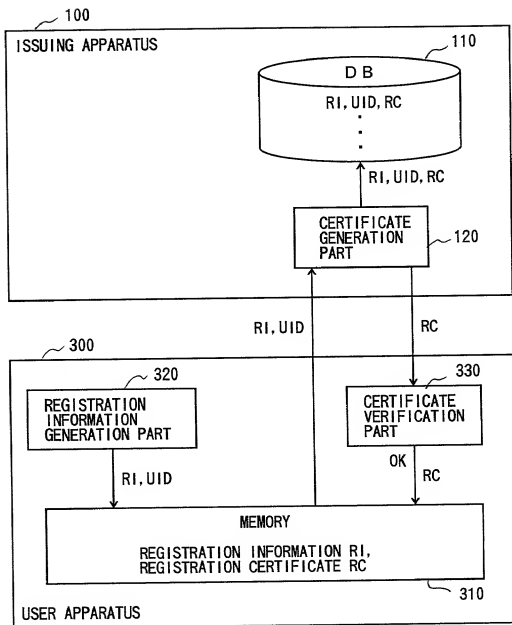 100
ISSUING APPARATUS
110
DB
RI, UID, RC
RI, UID, RC
CERTIFICATE
GENERATION
PART
120
RI, UID
RC
300
320
330
REGISTRATION
INFORMATION
GENERATION PART
CERTIFICATE
VERIFICATION
PART
RI, UID
OK
RC
MEMORY
REGISTRATION INFORMATION RI,
REGISTRATION CERTIFICATE RC
310
USER APPARATUS